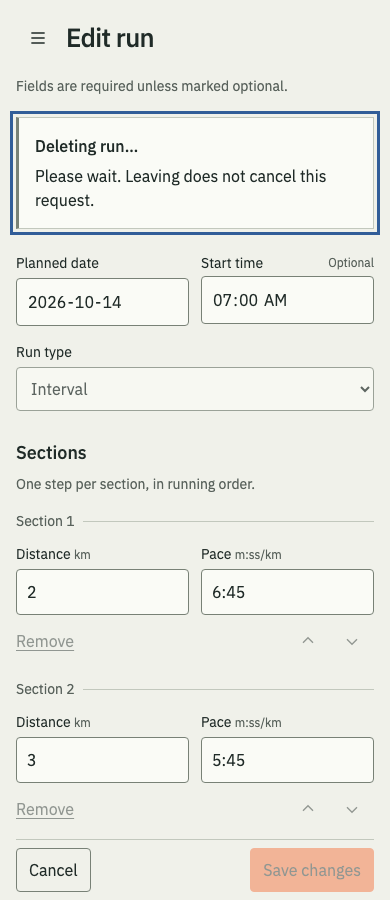 Edit run
Fields are required unless marked optional.
Deleting run...
Please wait. Leaving does not cancel this
request.
Planned date
Start time Optional
2026-10-14
07:00 AM
Run type
Interval
Sections
One step per section, in running order.
Section 1
Distance km
Pace m:ss/km
2
6:45
Remove
Section 2
Distance km
Pace m:ss/km
3
5:45
Remove
Cancel
Save changes